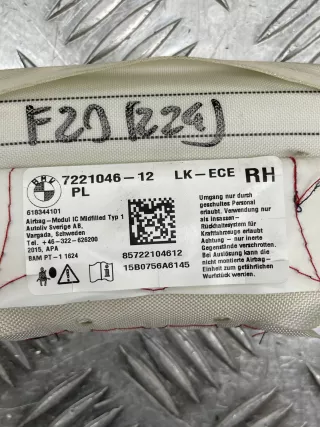 F20 (224)
BMW
7221046-12 LK-ECE RH
PL
618344101
Airbag-Modul IC Midfilled Typ 1
Autoliv Sverige AB,
Vargada, Schweden
Tel. +46-322-626200
2015, APA
BAM PT-1 1624
85722104612
15B0756A6145
Umgang nur durch
geschultes Personal
erlaubt. Verwendung nur
als Insassen-
Rückhaltesystem für
Kraftfahrzeuge erlaubt
Achtung - nur inerte
Gegenstände verstauen.
Bei Auslösung kann die
nicht montierte Airbag-
Einheit zum gefährlichen
Wurfstück werden.